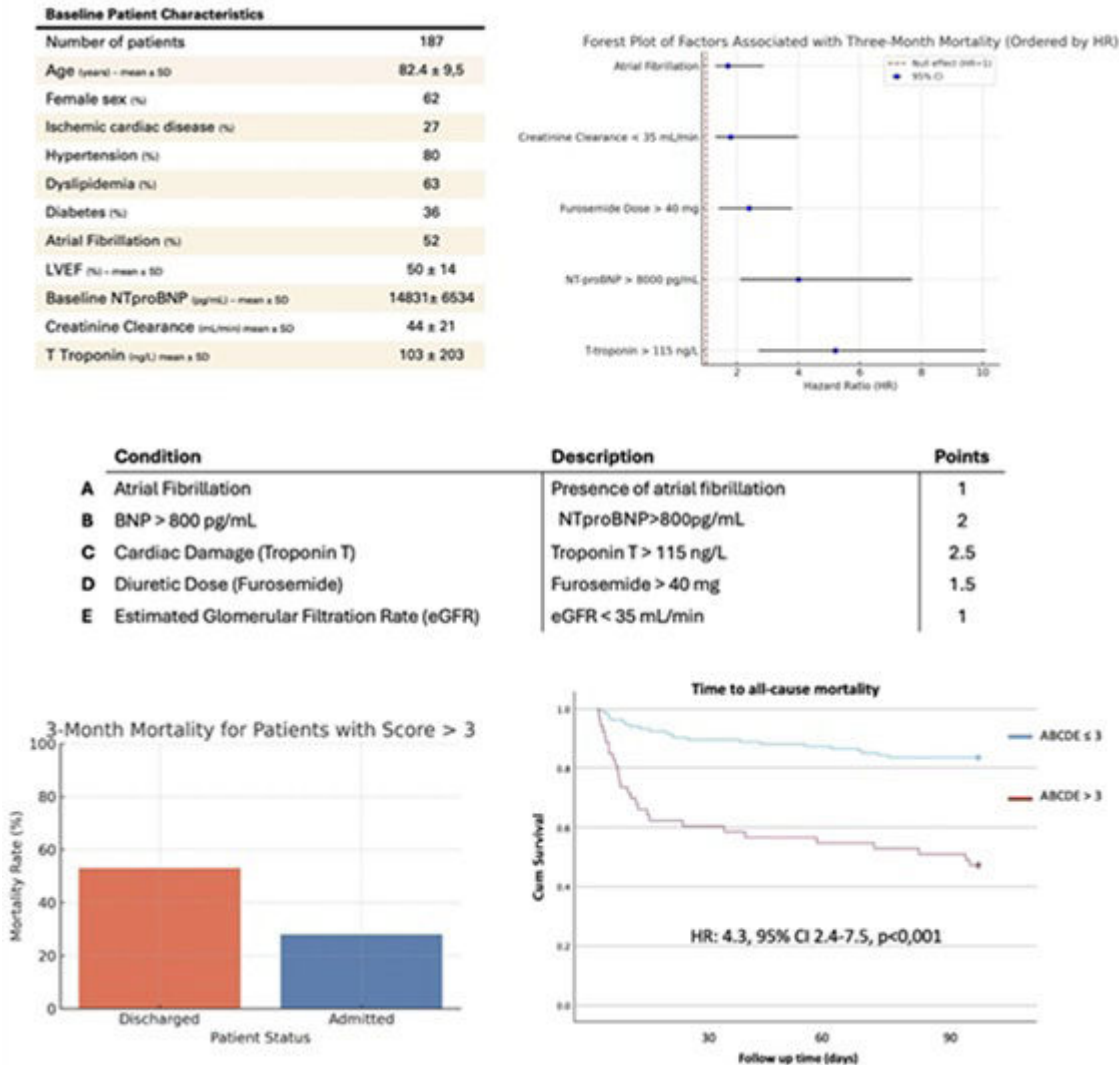 Baseline Patient Characteristics
Number of patients 187
Age (years) – mean ± SD 82.4 ± 9,5
Female sex (%) 62
Ischemic cardiac disease (%) 27
Hypertension (%) 80
Dyslipidemia (%) 63
Diabetes (%) 36
Atrial Fibrillation (%) 52
LVEF (%) – mean ± SD 50 ± 14
Baseline NTproBNP (pg/mL) – mean ± SD 14831± 6534
Creatinine Clearance (mL/min) mean ± SD 44 ± 21
T Troponin (ng/L) mean ± SD 103 ± 203
Forest Plot of Factors Associated with Three-Month Mortality (Ordered by HR)
Null effect (HR=1)
95% CI
Atrial Fibrillation
Creatinine Clearance < 35 mL/min
Furosemide Dose > 40 mg
NT-proBNP > 8000 pg/mL
T-troponin > 115 ng/L
2 4 6 8 10
Hazard Ratio (HR)
Condition Description Points
A Atrial Fibrillation Presence of atrial fibrillation 1
B BNP > 800 pg/mL NTproBNP>800pg/mL 2
C Cardiac Damage (Troponin T) Troponin T > 115 ng/L 2.5
D Diuretic Dose (Furosemide) Furosemide > 40 mg 1.5
E Estimated Glomerular Filtration Rate (eGFR) eGFR < 35 mL/min 1
3-Month Mortality for Patients with Score > 3
Mortality Rate (%)
100
80
60
40
20
0
Discharged Admitted
Patient Status
Time to all-cause mortality
Cum Survival
1.0
0.8
0.6
0.4
0.2
0.0
ABCDE ≤ 3
ABCDE > 3
HR: 4.3, 95% CI 2.4-7.5, p<0,001
30 60 90
Follow up time (days)